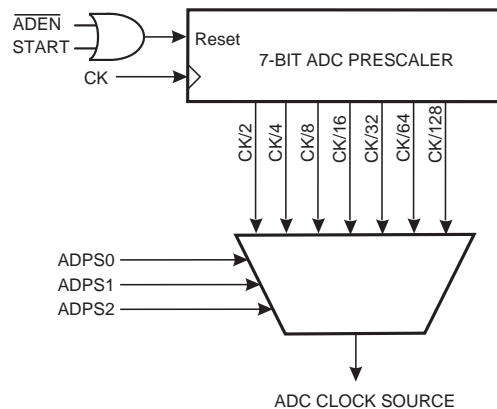 ADEN
START
Reset
7-BIT ADC PRESCALER
CK
CK/2
CK/4
CK/8
CK/16
CK/32
CK/64
CK/128
ADPS0
ADPS1
ADPS2
ADC CLOCK SOURCE